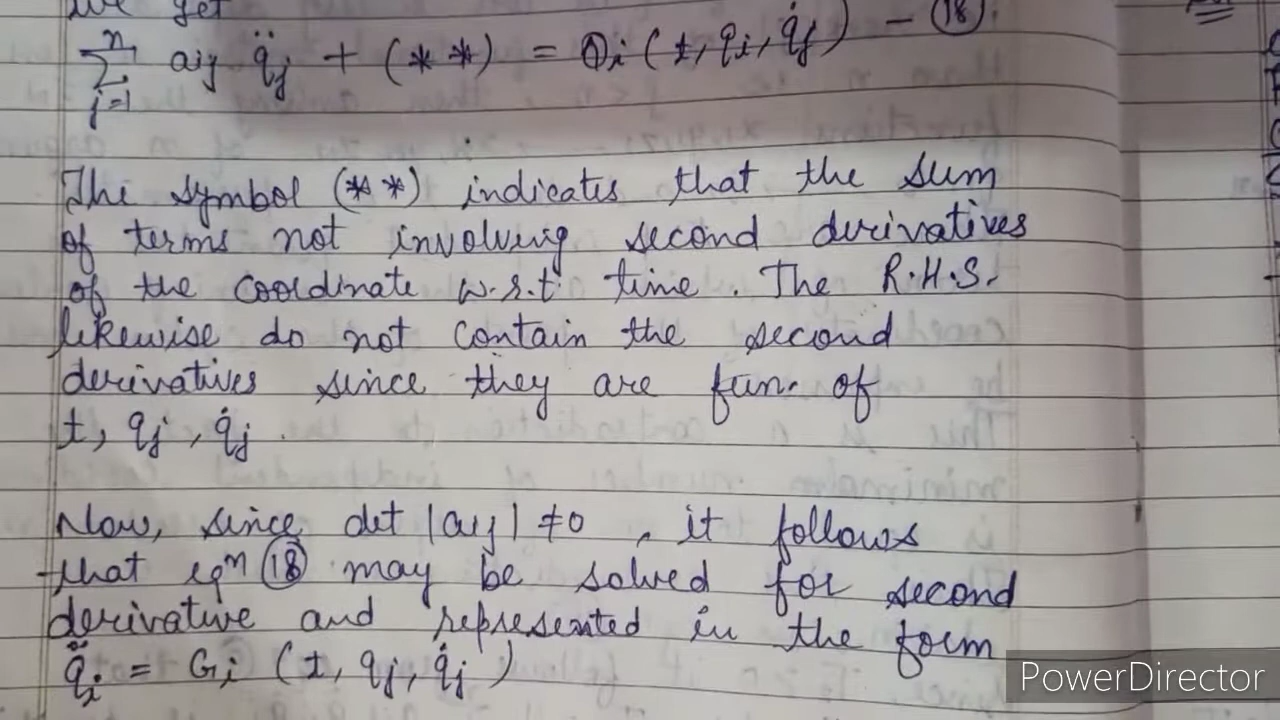 we get
n
∑ aij q̈j + (* *) = Qi (t, qi, q̇j) - (18)
j=1
The symbol (* *) indicates that the sum
of terms not involving second derivatives
of the coordinate w.r.t. time. The R.H.S.
likewise do not contain the second
derivatives since they are fun. of
t, qj, q̇j.
Now, since det |aij| ≠ 0, it follows
that eqn (18) may be solved for second
derivative and represented in the form
q̈i = Gi (t, qj, q̇j)
PowerDirector